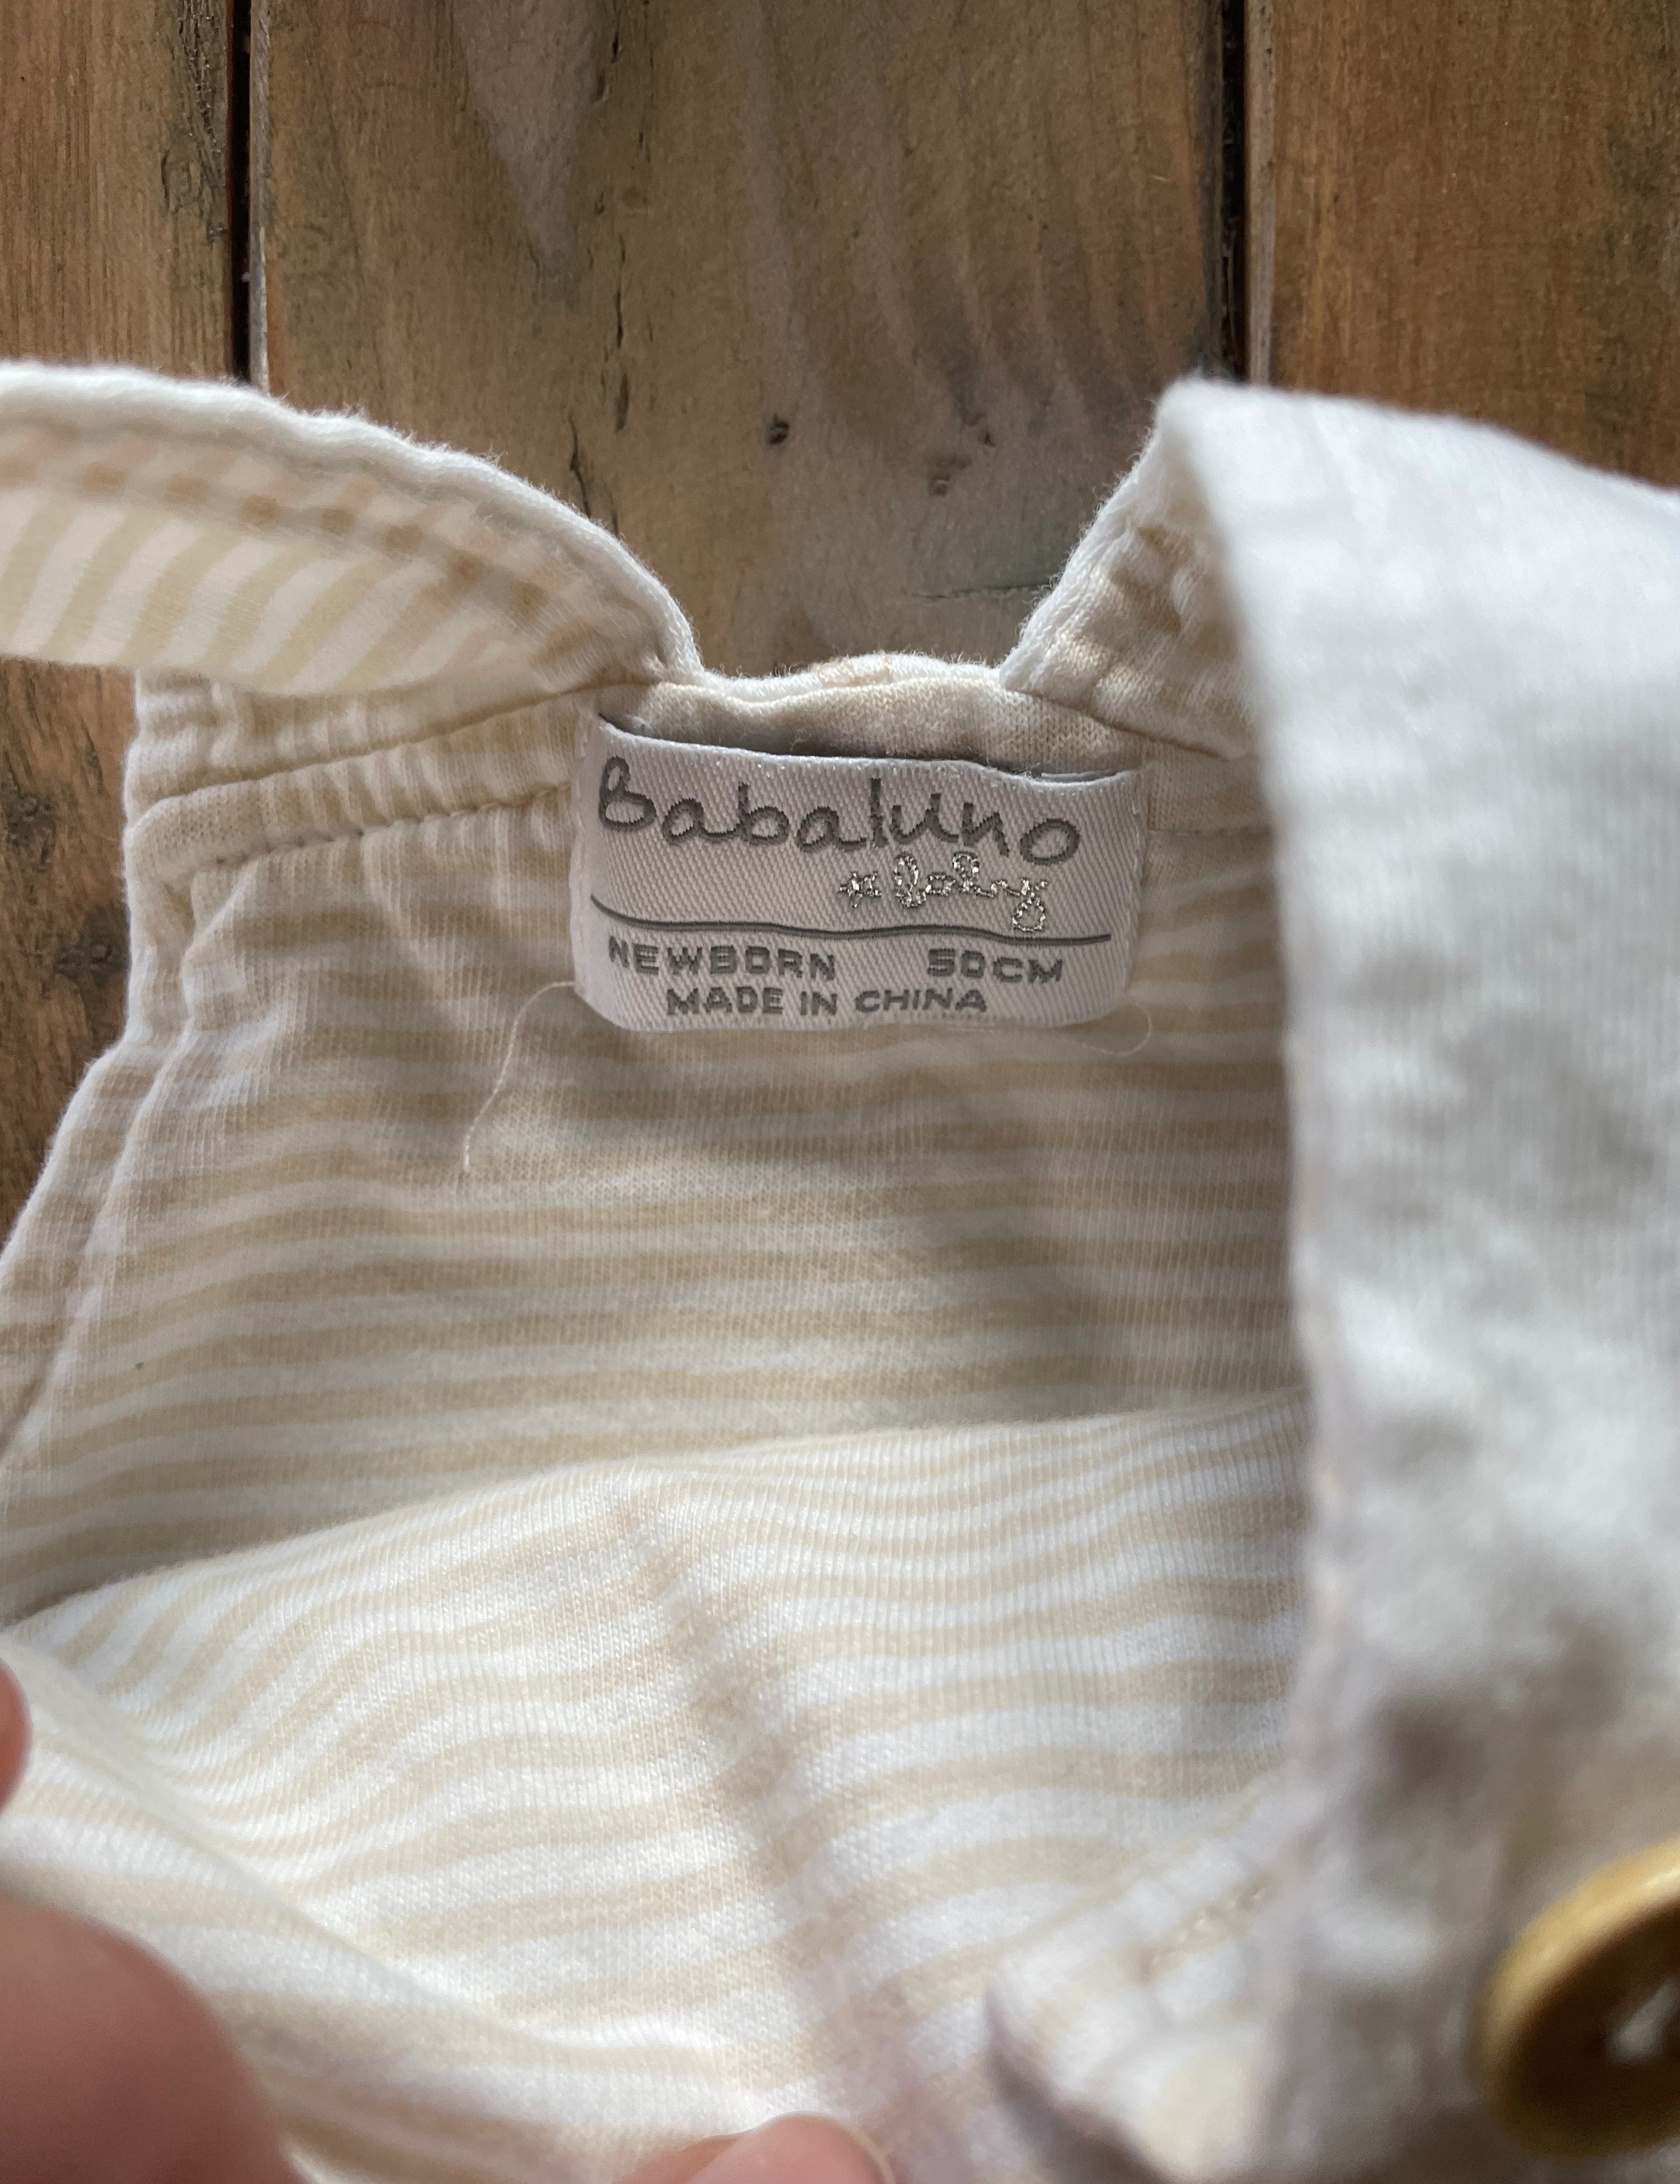 Babaluno
* baby
NEWBORN 50CM
MADE IN CHINA